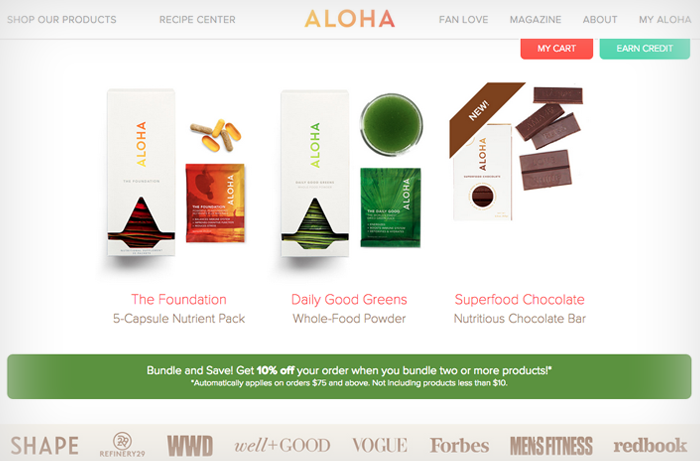 SHOP OUR PRODUCTS
RECIPE CENTER
ALOHA
FAN LOVE
MAGAZINE
ABOUT
MY ALOHA
MY CART
EARN CREDIT
ALOHA
THE FOUNDATION
ALOHA
THE FOUNDATION
ALOHA
DAILY GOOD GREENS
ALOHA
THE DAILY GOOD
NEW!
ALOHA
SUPERFOOD CHOCOLATE
The Foundation
5-Capsule Nutrient Pack
Daily Good Greens
Whole-Food Powder
Superfood Chocolate
Nutritious Chocolate Bar
Bundle and Save! Get 10% off your order when you bundle two or more products!*
*Automatically applies on orders $75 and above. Not including products less than $10.
SHAPE
R29
REFINERY29
WWD
well+GOOD
VOGUE
Forbes
MEN'S FITNESS
redbook